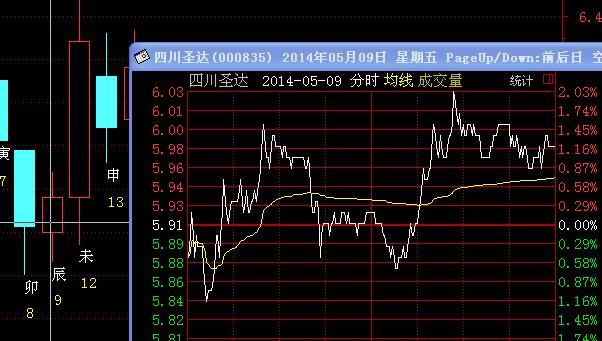 6.4
四川圣达(000835) 2014年05月09日 星期五 PageUp/Down:前后日 空
四川圣达 2014-05-09 分时 均线 成交量 统计
6.03 2.03%
6.01 1.74%
6.00 1.45%
5.98 1.16%
5.96 0.87%
5.94 0.58%
5.93 0.29%
5.91 0.00%
5.89 0.29%
5.88 0.58%
5.86 0.87%
5.84 1.16%
5.82 1.45%
5.81 1.74%
寅
7
卯
8
辰
9
未
12
申
13